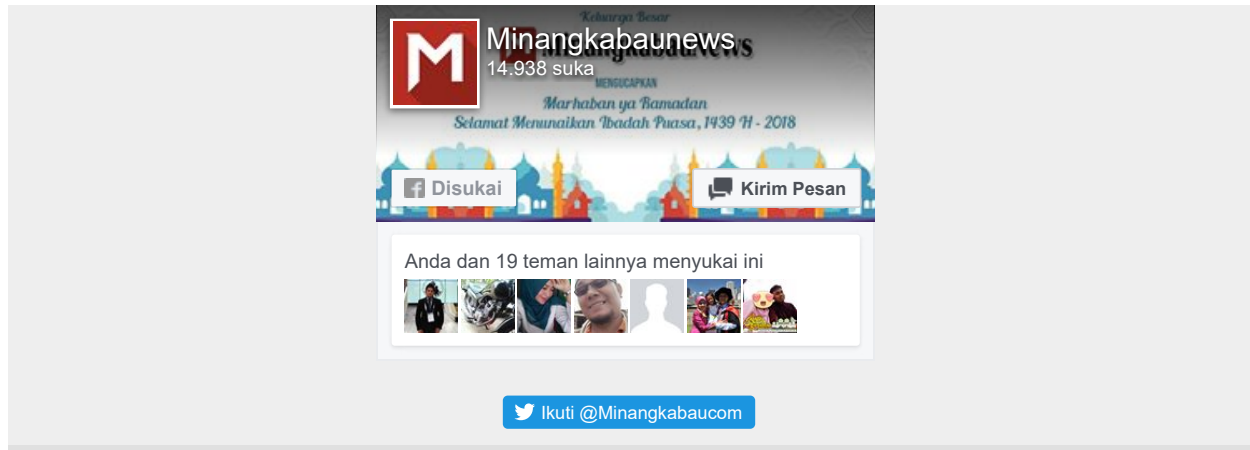 Keluarga Besar
Minangkabaunews
MinangkabauNews
14.938 suka
MENGUCAPKAN
Marhaban ya Ramadan
Selamat Menunaikan Ibadah Puasa, 1439 H - 2018
Disukai
Kirim Pesan
Anda dan 19 teman lainnya menyukai ini
Ikuti @Minangkabaucom